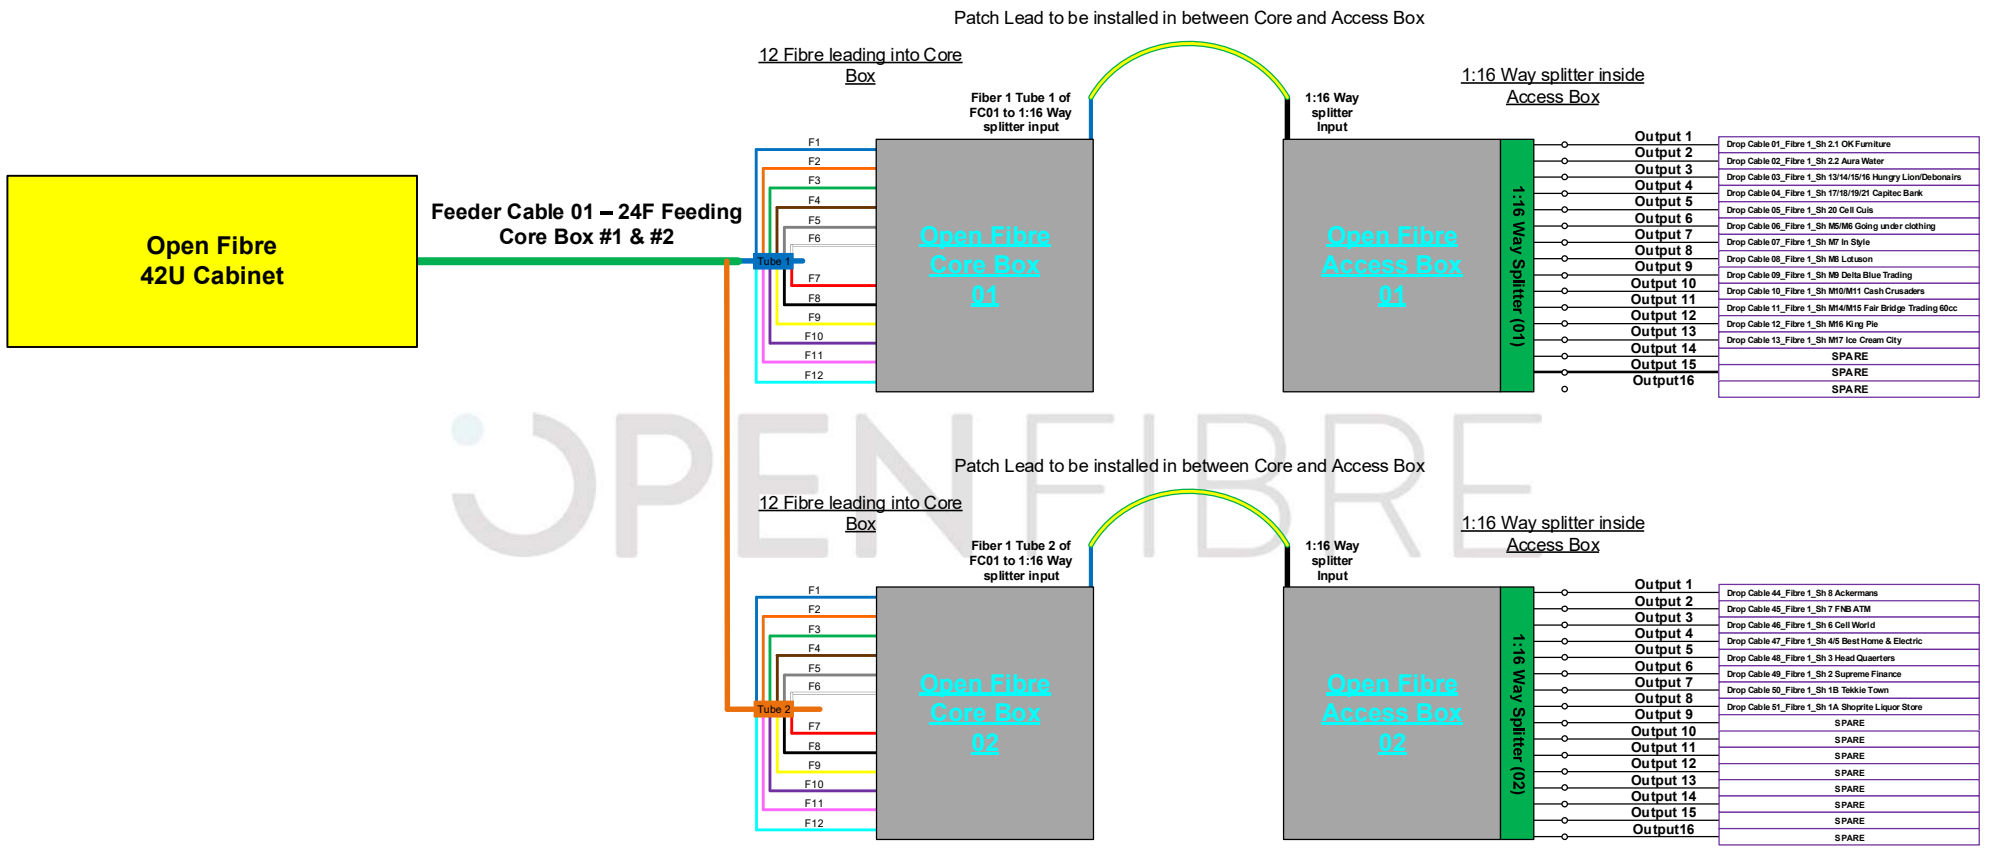 Patch Lead to be installed in between Core and Access Box
12 Fibre leading into Core
Box
1:16 Way splitter inside
Access Box
Fiber 1 Tube 1 of
FC01 to 1:16 Way
splitter input
1:16 Way
splitter
Input
Open Fibre
42U Cabinet
Feeder Cable 01 – 24F Feeding
Core Box #1 & #2
Tube 1
F1
F2
F3
F4
F5
F6
F7
F8
F9
F10
F11
F12
Open Fibre
Core Box
01
Open Fibre
Access Box
01
1:16 Way Splitter (01)
Output 1
Output 2
Output 3
Output 4
Output 5
Output 6
Output 7
Output 8
Output 9
Output 10
Output 11
Output 12
Output 13
Output 14
Output 15
Output16
Drop Cable 01_Fibre 1_Sh 2.1 OK Furniture
Drop Cable 02_Fibre 1_Sh 2.2 Aura Water
Drop Cable 03_Fibre 1_Sh 13/14/15/16 Hungry Lion/Debonairs
Drop Cable 04_Fibre 1_Sh 17/18/19/21 Capitec Bank
Drop Cable 05_Fibre 1_Sh 20 Cell Cuis
Drop Cable 06_Fibre 1_Sh M5/M6 Going under clothing
Drop Cable 07_Fibre 1_Sh M7 In Style
Drop Cable 08_Fibre 1_Sh M8 Lotuson
Drop Cable 09_Fibre 1_Sh M9 Delta Blue Trading
Drop Cable 10_Fibre 1_Sh M10/M11 Cash Crusaders
Drop Cable 11_Fibre 1_Sh M14/M15 Fair Bridge Trading 60cc
Drop Cable 12_Fibre 1_Sh M16 King Pie
Drop Cable 13_Fibre 1_Sh M17 Ice Cream City
SPARE
SPARE
SPARE
OPENFIBRE
Patch Lead to be installed in between Core and Access Box
12 Fibre leading into Core
Box
1:16 Way splitter inside
Access Box
Fiber 1 Tube 2 of
FC01 to 1:16 Way
splitter input
1:16 Way
splitter
Input
Tube 2
F1
F2
F3
F4
F5
F6
F7
F8
F9
F10
F11
F12
Open Fibre
Core Box
02
Open Fibre
Access Box
02
1:16 Way Splitter (02)
Output 1
Output 2
Output 3
Output 4
Output 5
Output 6
Output 7
Output 8
Output 9
Output 10
Output 11
Output 12
Output 13
Output 14
Output 15
Output16
Drop Cable 44_Fibre 1_Sh 8 Ackermans
Drop Cable 45_Fibre 1_Sh 7 FNB ATM
Drop Cable 46_Fibre 1_Sh 6 Cell World
Drop Cable 47_Fibre 1_Sh 4/5 Best Home & Electric
Drop Cable 48_Fibre 1_Sh 3 Head Quaerters
Drop Cable 49_Fibre 1_Sh 2 Supreme Finance
Drop Cable 50_Fibre 1_Sh 1B Tekkie Town
Drop Cable 51_Fibre 1_Sh 1A Shoprite Liquor Store
SPARE
SPARE
SPARE
SPARE
SPARE
SPARE
SPARE
SPARE